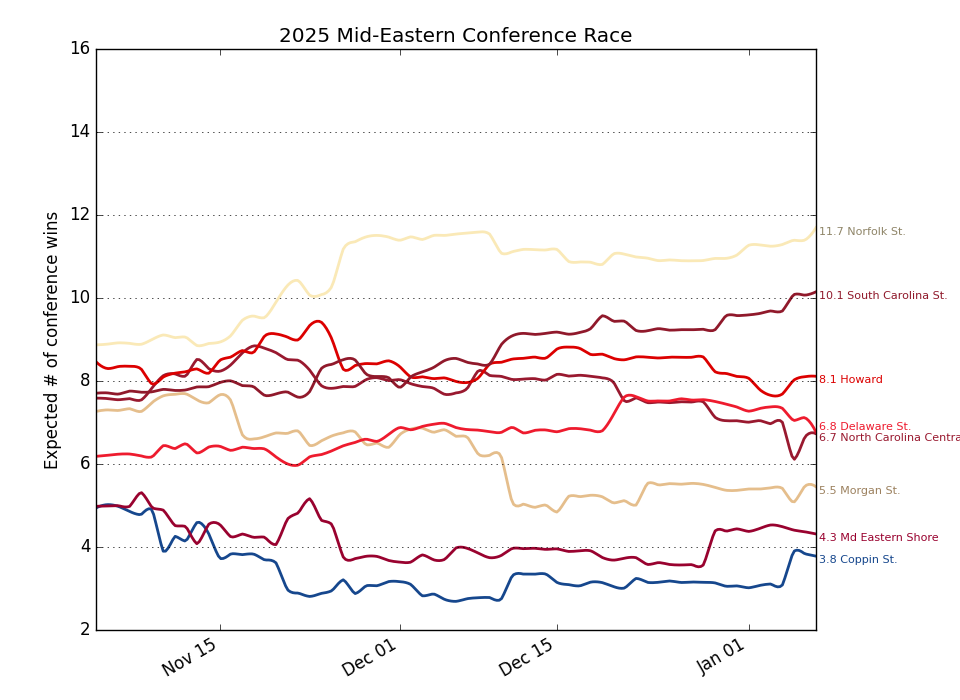 2025 Mid-Eastern Conference Race
Expected # of conference wins
16
14
12
10
8
6
4
2
Nov 15
Dec 01
Dec 15
Jan 01
11.7 Norfolk St.
10.1 South Carolina St.
8.1 Howard
6.8 Delaware St.
6.7 North Carolina Centra
5.5 Morgan St.
4.3 Md Eastern Shore
3.8 Coppin St.